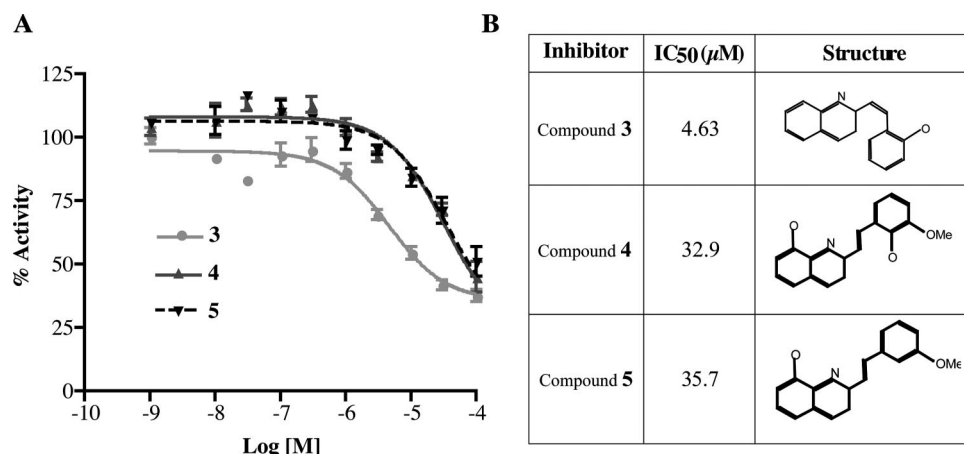 A
B
125
100
75
50
25
0
% Activity
3
4
5
-10 -9 -8 -7 -6 -5 -4
Log [M]
Inhibitor IC50 (µM) Structure
Compound 3 4.63
N
O
Compound 4 32.9
O
N
OMe
O
Compound 5 35.7
O
N
OMe